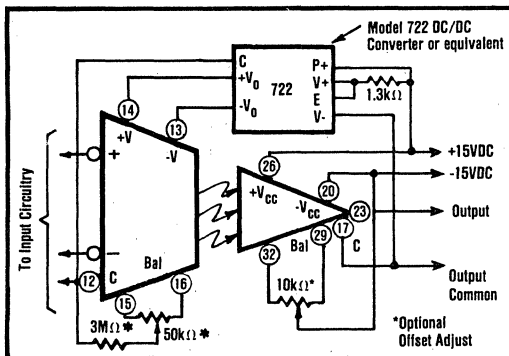 Model 722 DC/DC
Converter or equivalent
C
+Vo
-Vo
722
P+
V+
E
V-
1.3kΩ
14
13
+V
-V
+
−
To Input Circuitry
12
C
Bal
15
16
3MΩ*
50kΩ*
26
+Vcc
20
-Vcc
23
17
C
Bal
29
32
10kΩ*
+15VDC
-15VDC
Output
Output
Common
*Optional
Offset Adjust